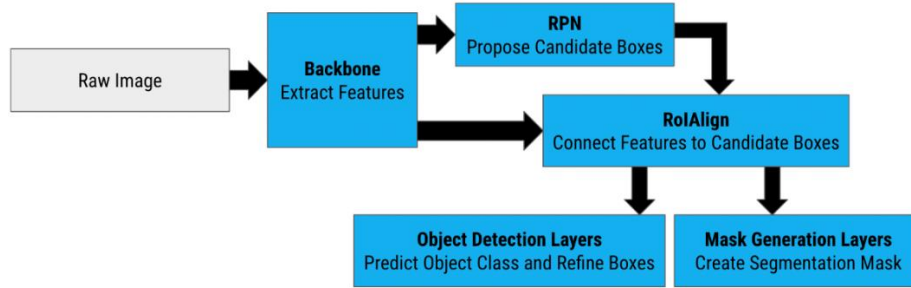 RPN
Propose Candidate Boxes
Raw Image
Backbone
Extract Features
RoIAlign
Connect Features to Candidate Boxes
Object Detection Layers
Predict Object Class and Refine Boxes
Mask Generation Layers
Create Segmentation Mask